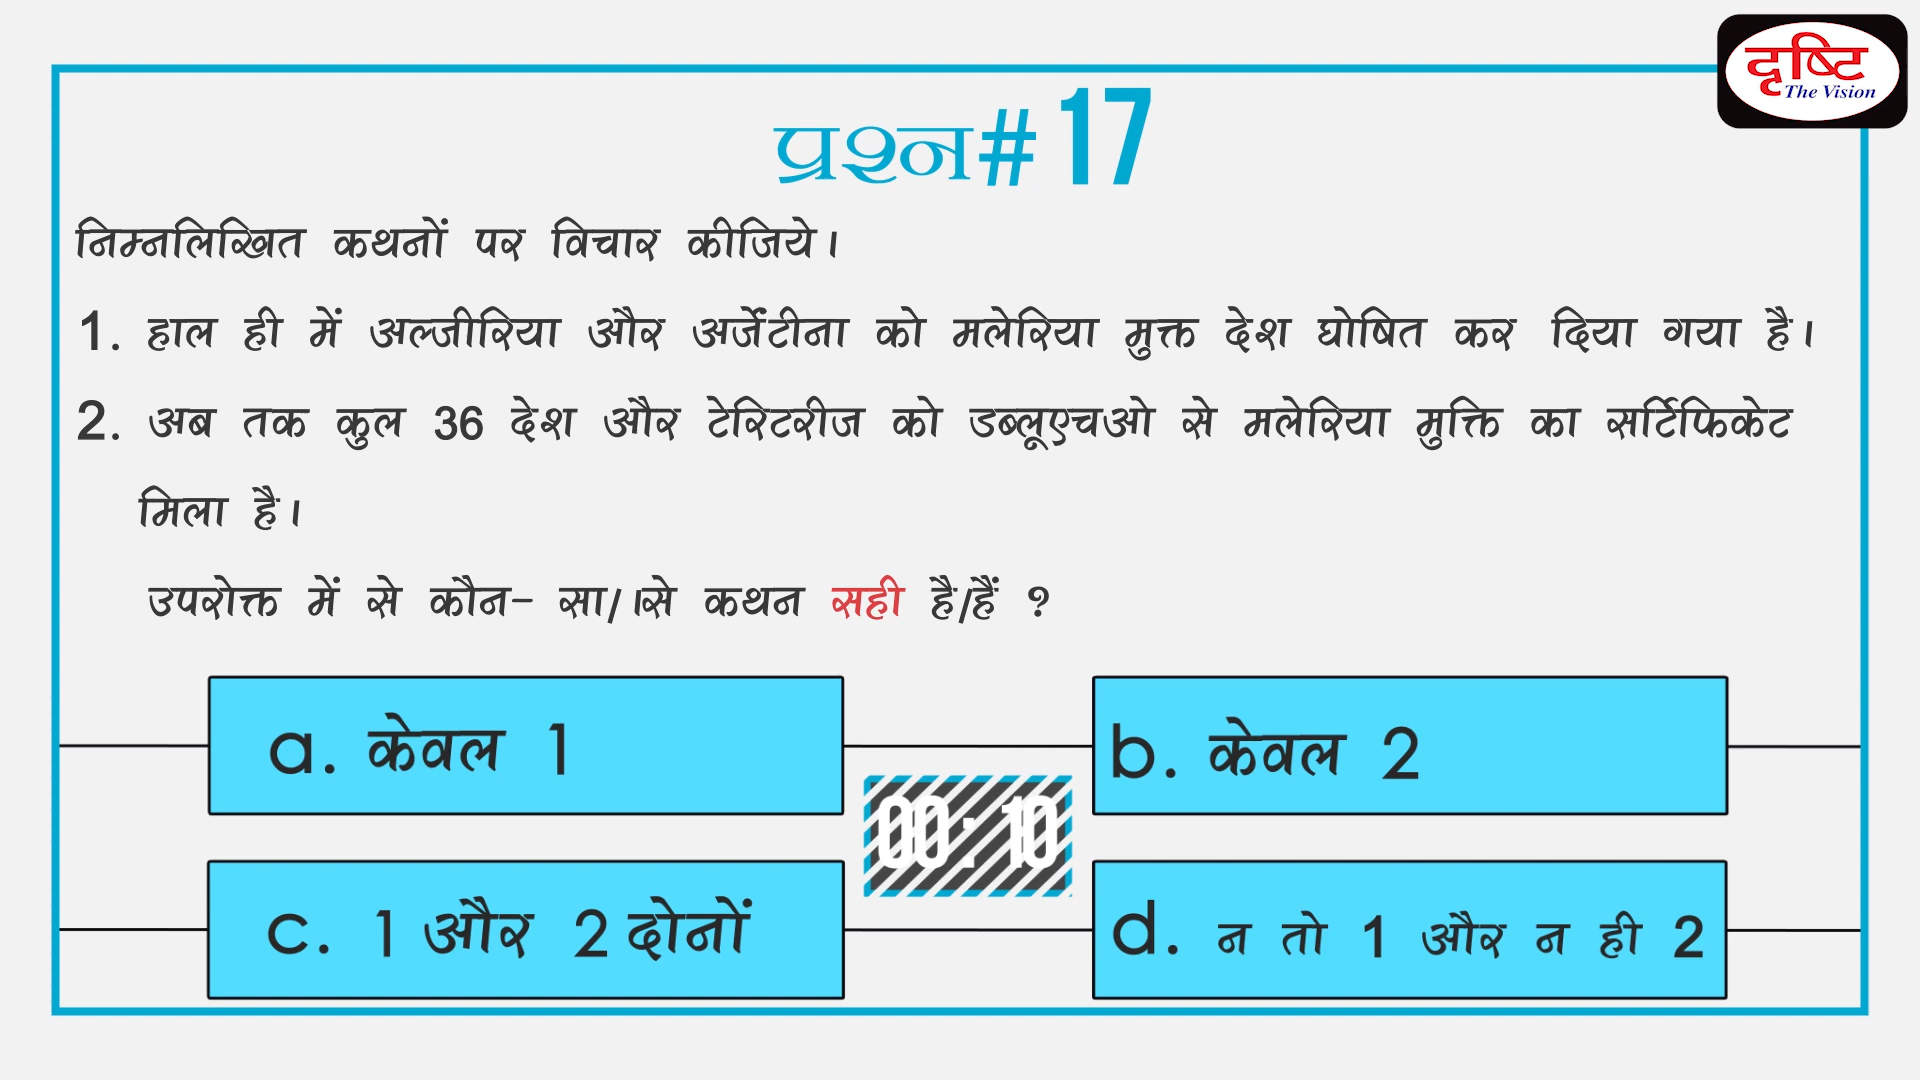 दृष्टि
The Vision
प्रश्न# 17
निम्नलिखित कथनों पर विचार कीजिये।
1. हाल ही में अल्जीरिया और अर्जेंटीना को मलेरिया मुक्त देश घोषित कर दिया गया है।
2. अब तक कुल 36 देश और टेरिटरीज को डब्लूएचओ से मलेरिया मुक्ति का सर्टिफिकेट
मिला है।
उपरोक्त में से कौन- सा/ ।से कथन सही है/हैं ?
a. केवल 1
b. केवल 2
00:10
c. 1 और 2 दोनों
d. न तो 1 और न ही 2